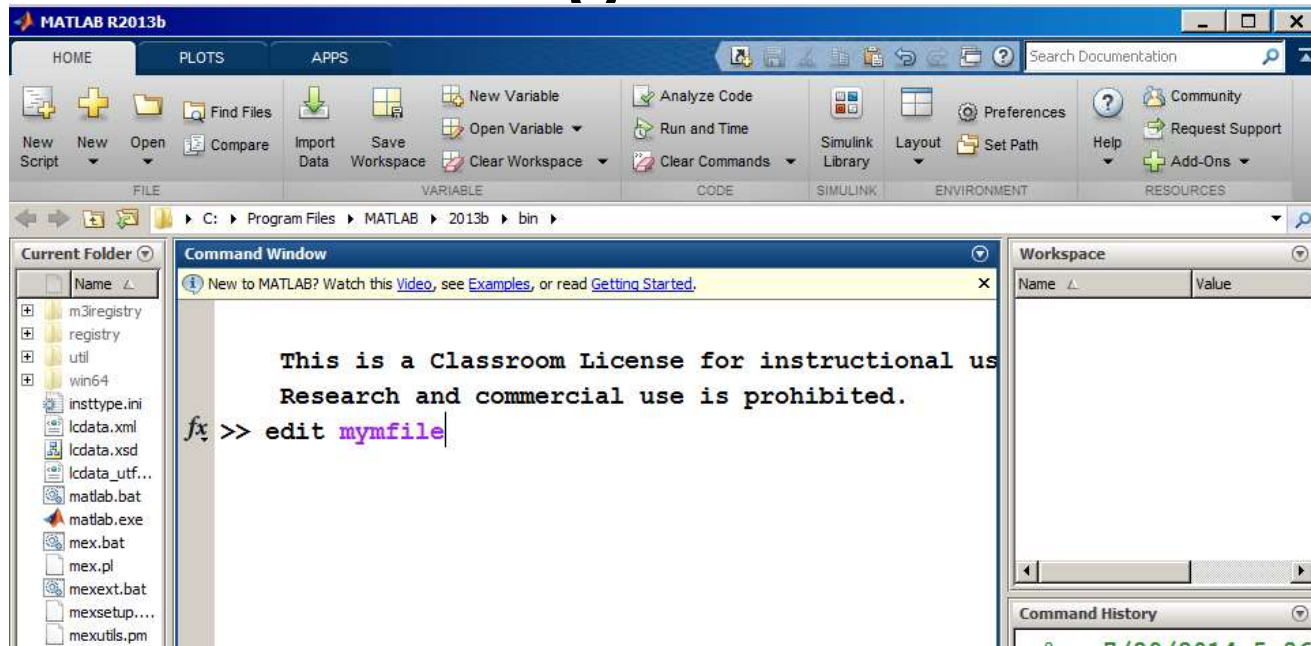 MATLAB R2013b
HOME PLOTS APPS Search Documentation
New Script
New
Open
Find Files
Compare
Import Data
Save Workspace
New Variable
Open Variable
Clear Workspace
Analyze Code
Run and Time
Clear Commands
Simulink Library
Layout
Preferences
Set Path
Help
Community
Request Support
Add-Ons
FILE VARIABLE CODE SIMULINK ENVIRONMENT RESOURCES
C: Program Files MATLAB 2013b bin
Current Folder
Name
m3iregistry
registry
util
win64
insttype.ini
lcdata.xml
lcdata.xsd
lcdata_utf...
matlab.bat
matlab.exe
mex.bat
mex.pl
mexext.bat
mexsetup....
mexutils.pm
Command Window
New to MATLAB? Watch this Video, see Examples, or read Getting Started.
This is a Classroom License for instructional us
Research and commercial use is prohibited.
fx >> edit mymfile
Workspace
Name Value
Command History